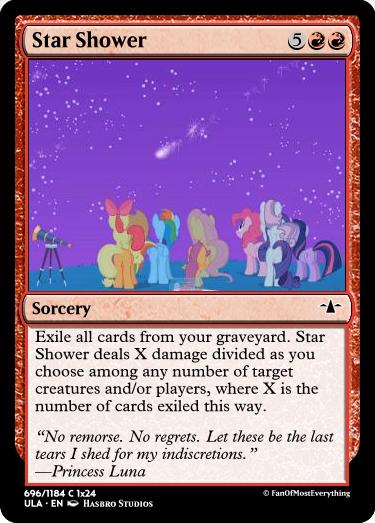 Star Shower 5
Sorcery
Exile all cards from your graveyard. Star
Shower deals X damage divided as you
choose among any number of target
creatures and/or players, where X is the
number of cards exiled this way.
“No remorse. No regrets. Let these be the last
tears I shed for my indiscretions.”
—Princess Luna
696/1184 C 1x24
ULA • EN Hasbro Studios
© FanOfMostEverything